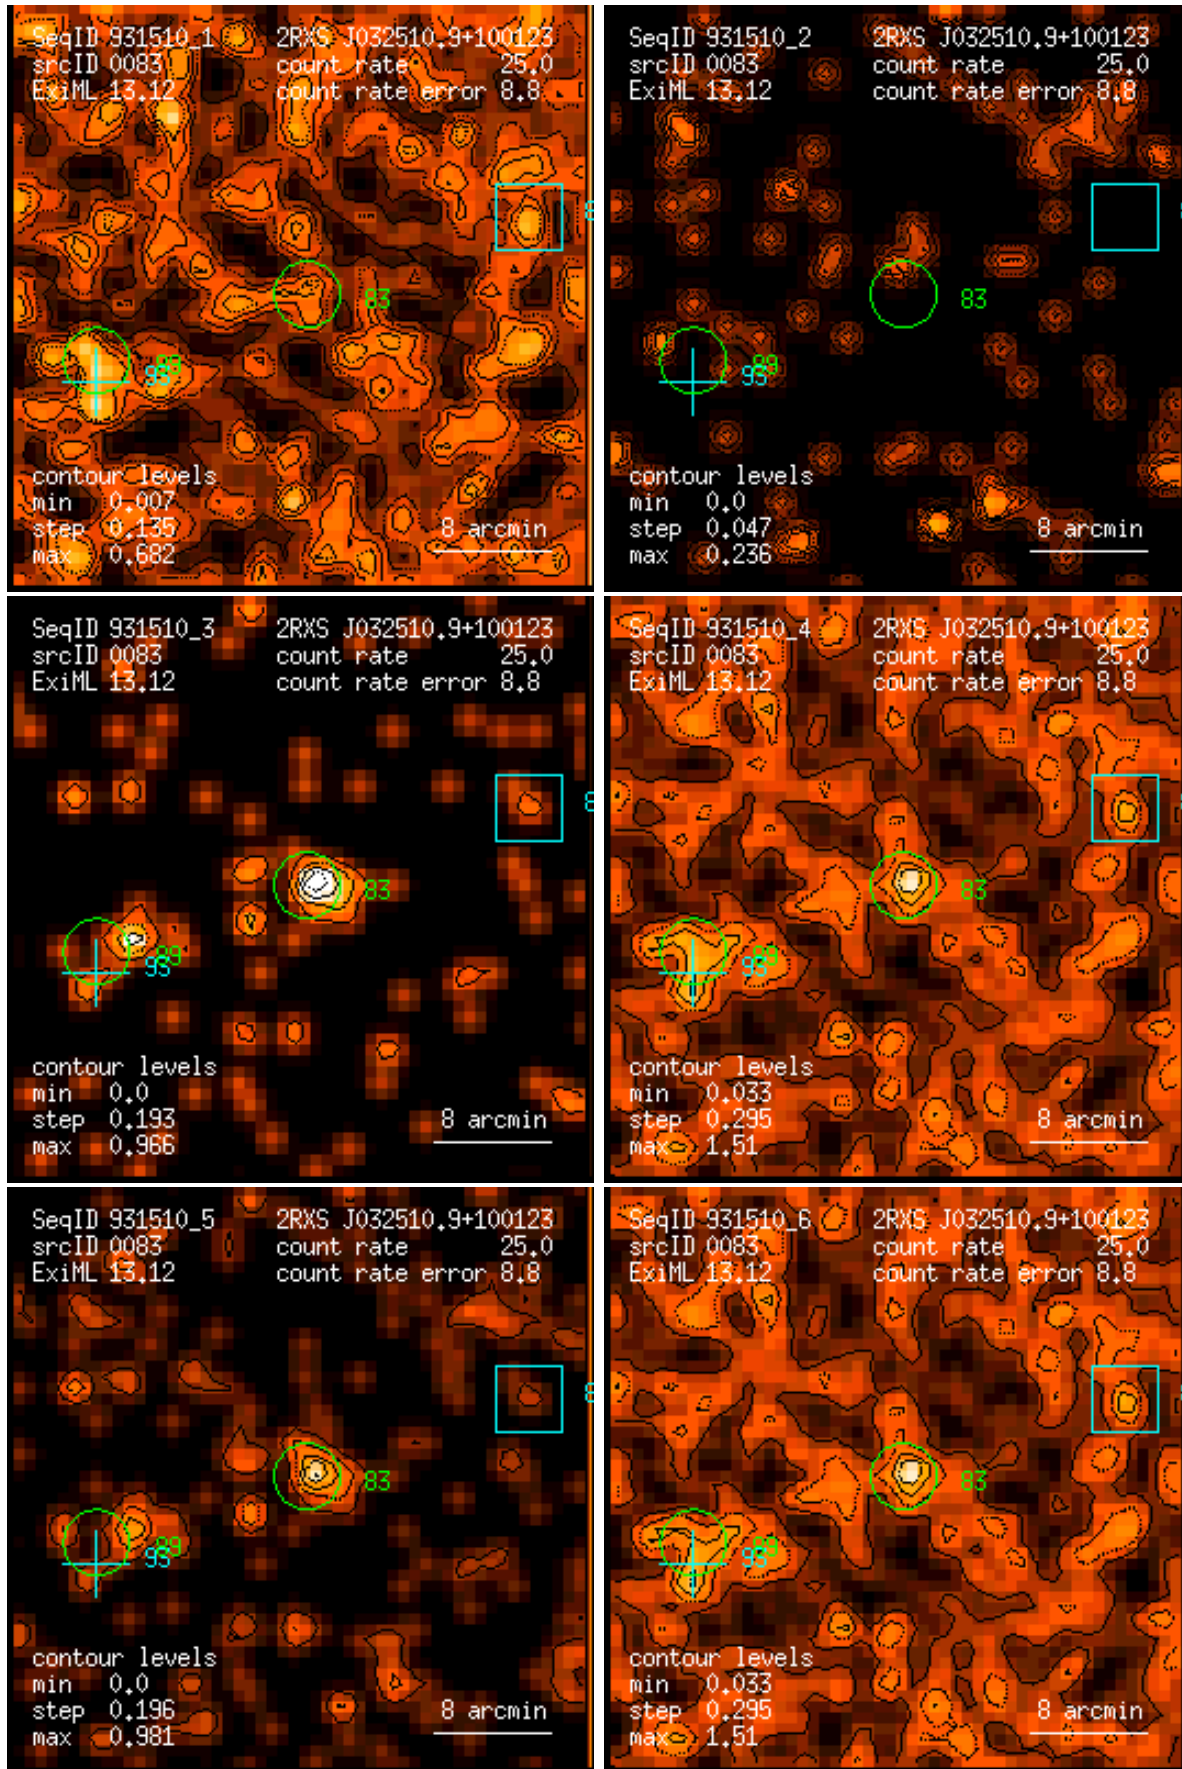 SeqID 931510_1 2RXS J032510.9+100123
srcID 0083 count rate 25.0
ExiML 13.12 count rate error 8.8
83
89
93
contour levels
min 0.007
step 0.135
max 0.682
8 arcmin
SeqID 931510_2 2RXS J032510.9+100123
srcID 0083 count rate 25.0
ExiML 13.12 count rate error 8.8
83
89
93
contour levels
min 0.0
step 0.047
max 0.236
8 arcmin
SeqID 931510_3 2RXS J032510.9+100123
srcID 0083 count rate 25.0
ExiML 13.12 count rate error 8.8
83
89
93
contour levels
min 0.0
step 0.193
max 0.966
8 arcmin
SeqID 931510_4 2RXS J032510.9+100123
srcID 0083 count rate 25.0
ExiML 13.12 count rate error 8.8
83
89
93
contour levels
min 0.033
step 0.295
max 1.51
8 arcmin
SeqID 931510_5 2RXS J032510.9+100123
srcID 0083 count rate 25.0
ExiML 13.12 count rate error 8.8
83
89
93
contour levels
min 0.0
step 0.196
max 0.981
8 arcmin
SeqID 931510_6 2RXS J032510.9+100123
srcID 0083 count rate 25.0
ExiML 13.12 count rate error 8.8
83
89
93
contour levels
min 0.033
step 0.295
max 1.51
8 arcmin